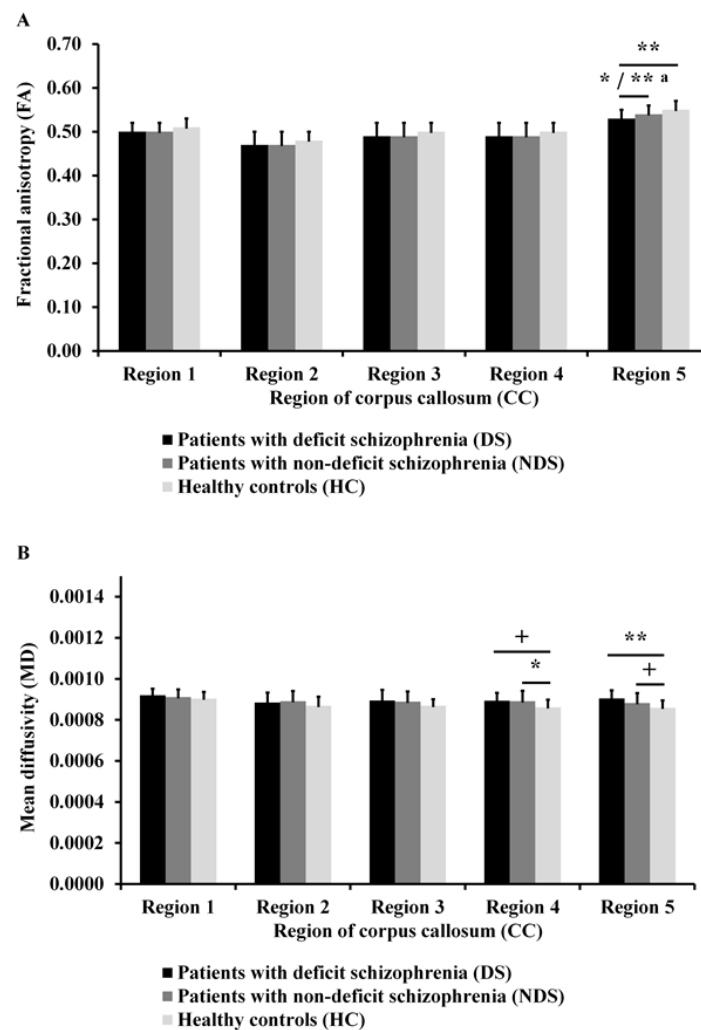 A
Fractional anisotropy (FA)
0.70
0.60
0.50
0.40
0.30
0.20
0.10
0.00
**
* / ** a
Region 1 Region 2 Region 3 Region 4 Region 5
Region of corpus callosum (CC)
Patients with deficit schizophrenia (DS)
Patients with non-deficit schizophrenia (NDS)
Healthy controls (HC)
B
Mean diffusivity (MD)
0.0014
0.0012
0.0010
0.0008
0.0006
0.0004
0.0002
0.0000
+ **
* +
Region 1 Region 2 Region 3 Region 4 Region 5
Region of corpus callosum (CC)
Patients with deficit schizophrenia (DS)
Patients with non-deficit schizophrenia (NDS)
Healthy controls (HC)